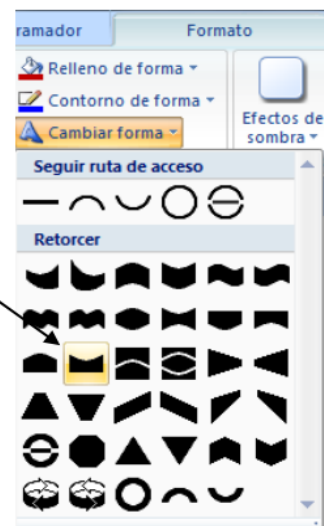 ramador Formato
Relleno de forma
Contorno de forma
Cambiar forma
Efectos de
sombra
Seguir ruta de acceso
Retorcer